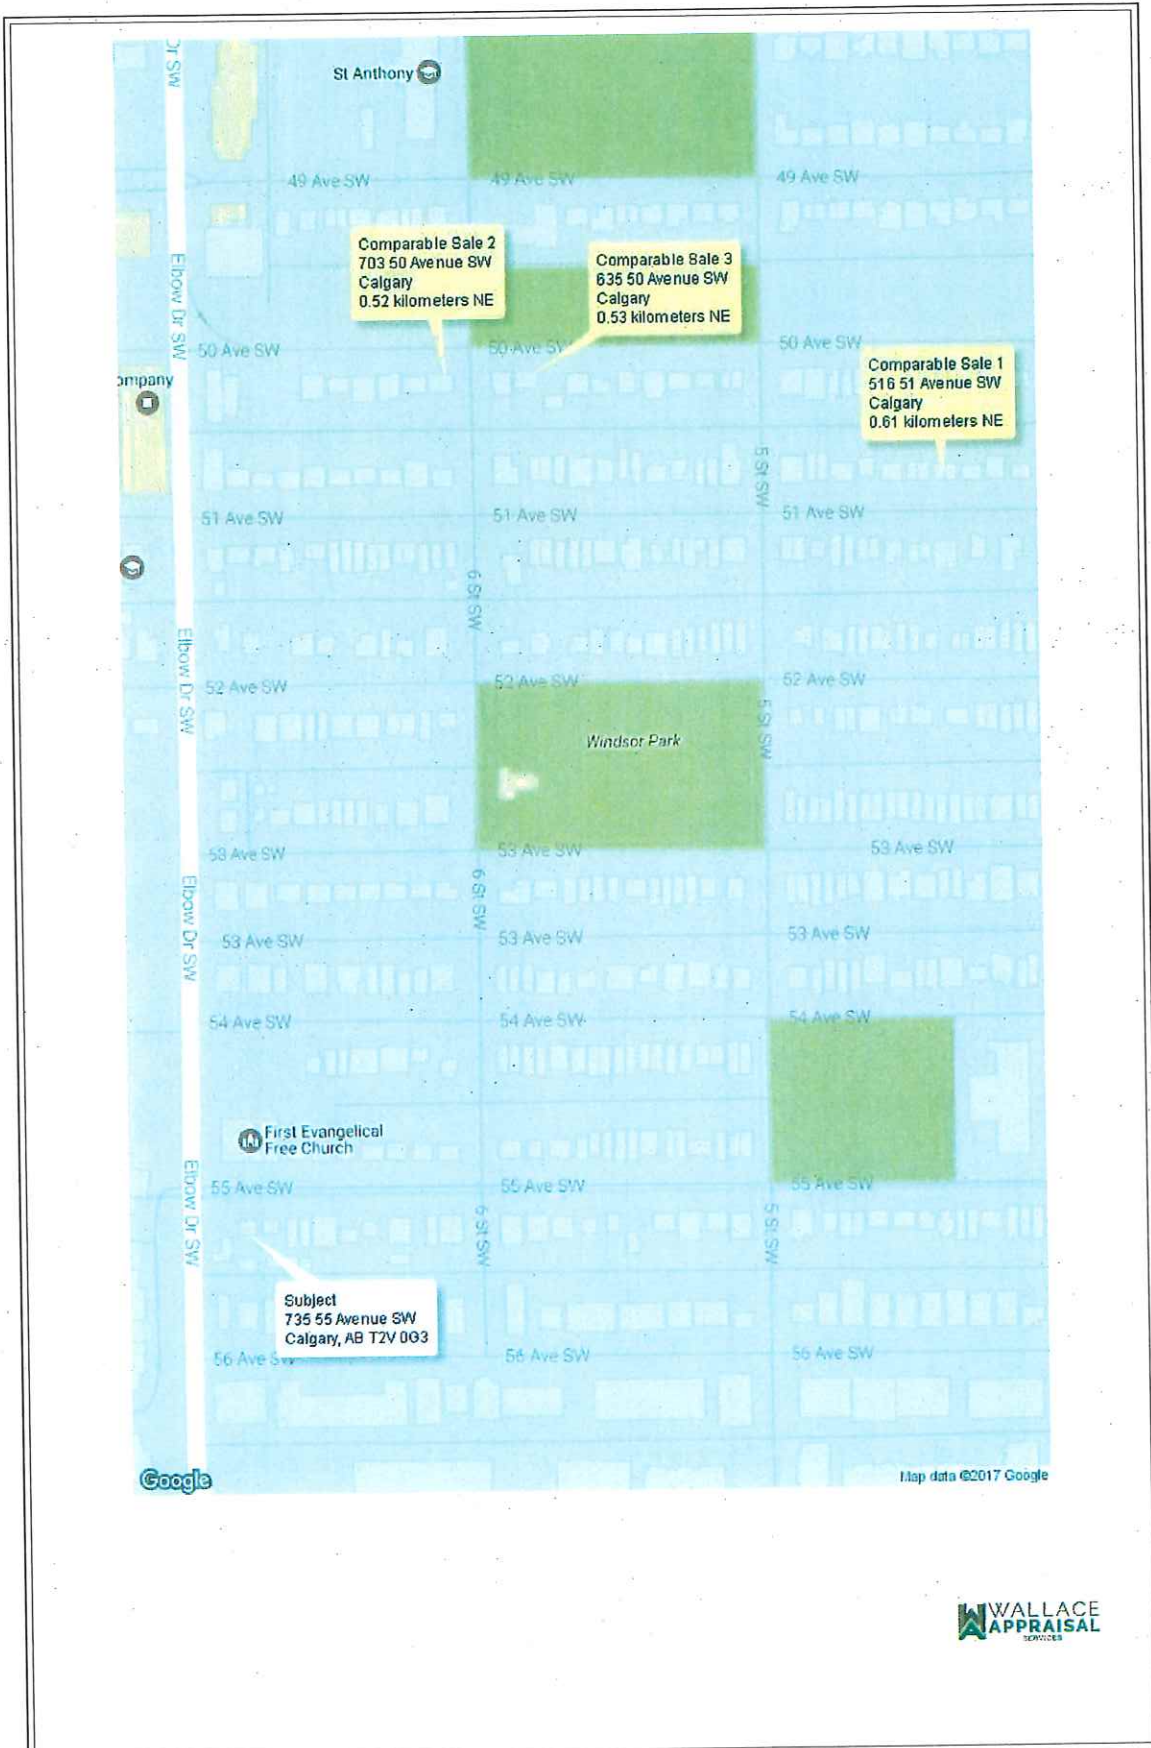 Dr SW
St Anthony
49 Ave SW
49 Ave SW
49 Ave SW
Comparable Sale 2
703 50 Avenue SW
Calgary
0.52 kilometers NE
Comparable Sale 3
635 50 Avenue SW
Calgary
0.53 kilometers NE
Elbow Dr SW
50 Ave SW
50 Ave SW
50 Ave SW
Comparable Sale 1
516 51 Avenue SW
Calgary
0.61 kilometers NE
ompany
5 St SW
51 Ave SW
51 Ave SW
51 Ave SW
6 St SW
Elbow Dr SW
52 Ave SW
52 Ave SW
52 Ave SW
5 St SW
Windsor Park
53 Ave SW
53 Ave SW
53 Ave SW
Elbow Dr SW
6 St SW
53 Ave SW
53 Ave SW
53 Ave SW
54 Ave SW
54 Ave SW
54 Ave SW
First Evangelical
Free Church
Elbow Dr SW
55 Ave SW
55 Ave SW
55 Ave SW
6 St SW
5 St SW
Subject
735 55 Avenue SW
Calgary, AB T2V 0G3
56 Ave SW
56 Ave SW
56 Ave SW
Google
Map data ©2017 Google
WALLACE
APPRAISAL
SERVICES